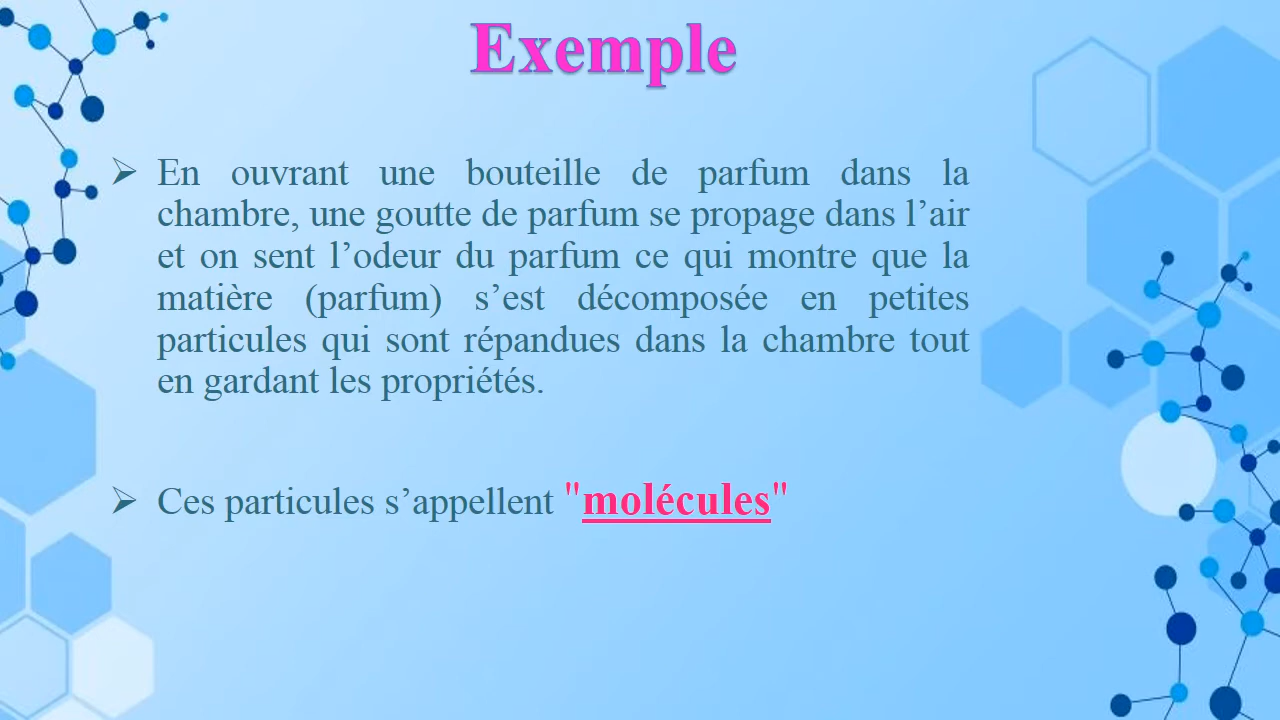 Exemple
➢ En ouvrant une bouteille de parfum dans la
chambre, une goutte de parfum se propage dans l’air
et on sent l’odeur du parfum ce qui montre que la
matière (parfum) s’est décomposée en petites
particules qui sont répandues dans la chambre tout
en gardant les propriétés.
➢ Ces particules s’appellent "molécules"